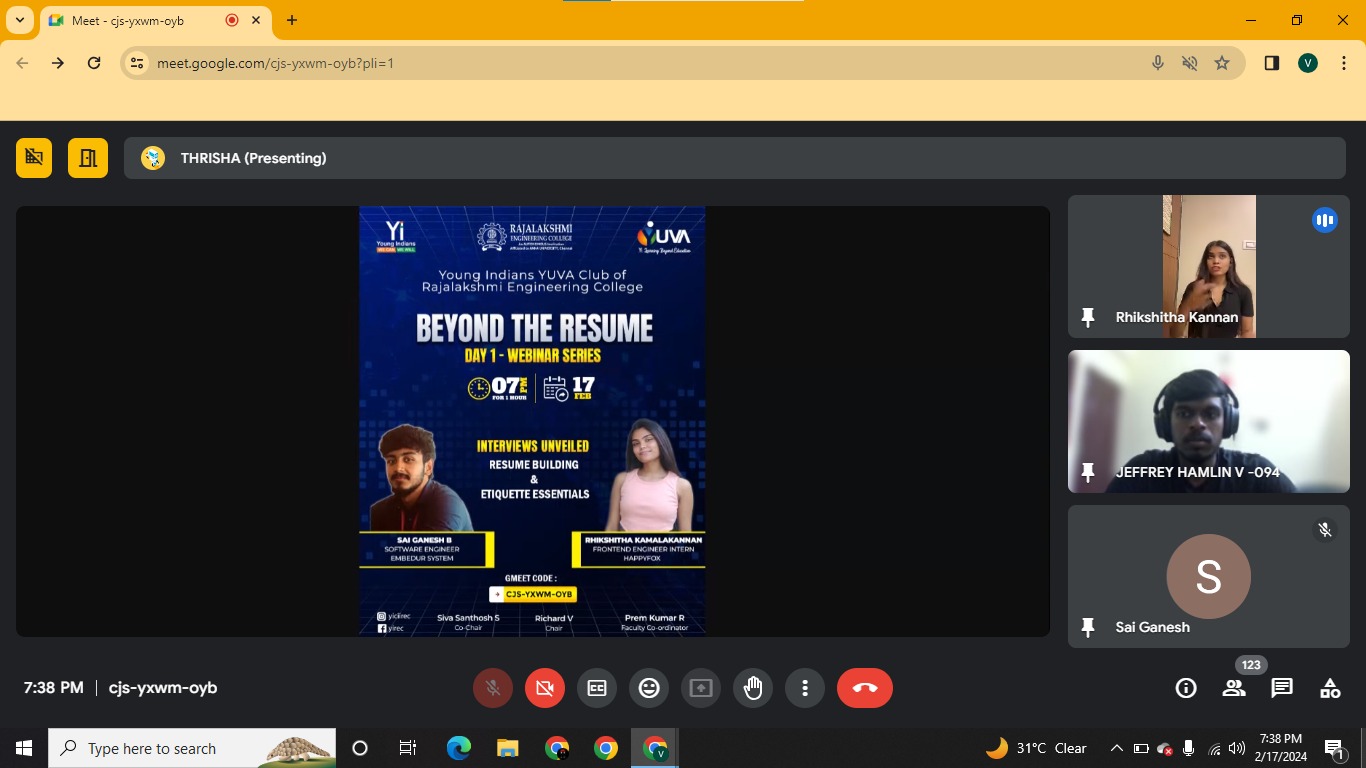 Meet - cjs-yxwm-oyb
meet.google.com/cjs-yxwm-oyb?pli=1
V
THRISHA (Presenting)
Yi
Young Indians
WE CAN. WE WILL.
RAJALAKSHMI
ENGINEERING COLLEGE
YUVA
Young Indians YUVA Club of
Rajalakshmi Engineering College
BEYOND THE RESUME
DAY 1 - WEBINAR SERIES
07 PM
FOR 1 HOUR
17
FEB
INTERVIEWS UNVEILED
RESUME BUILDING
&
ETIQUETTE ESSENTIALS
SAI GANESH B
SOFTWARE ENGINEER
EMBEDUR SYSTEM
RHIKSHITHA KAMALAKANNAN
FRONTEND ENGINEER INTERN
HAPPYFOX
GMEET CODE :
CJS-YXWM-OYB
yiciirec
yirec
Siva Santhosh S
Co-Chair
Richard V
Chair
Prem Kumar R
Faculty Co-ordinator
Rhikshitha Kannan
JEFFREY HAMLIN V -094
S
Sai Ganesh
7:38 PM | cjs-yxwm-oyb
123
Type here to search
31°C Clear
7:38 PM
2/17/2024
1